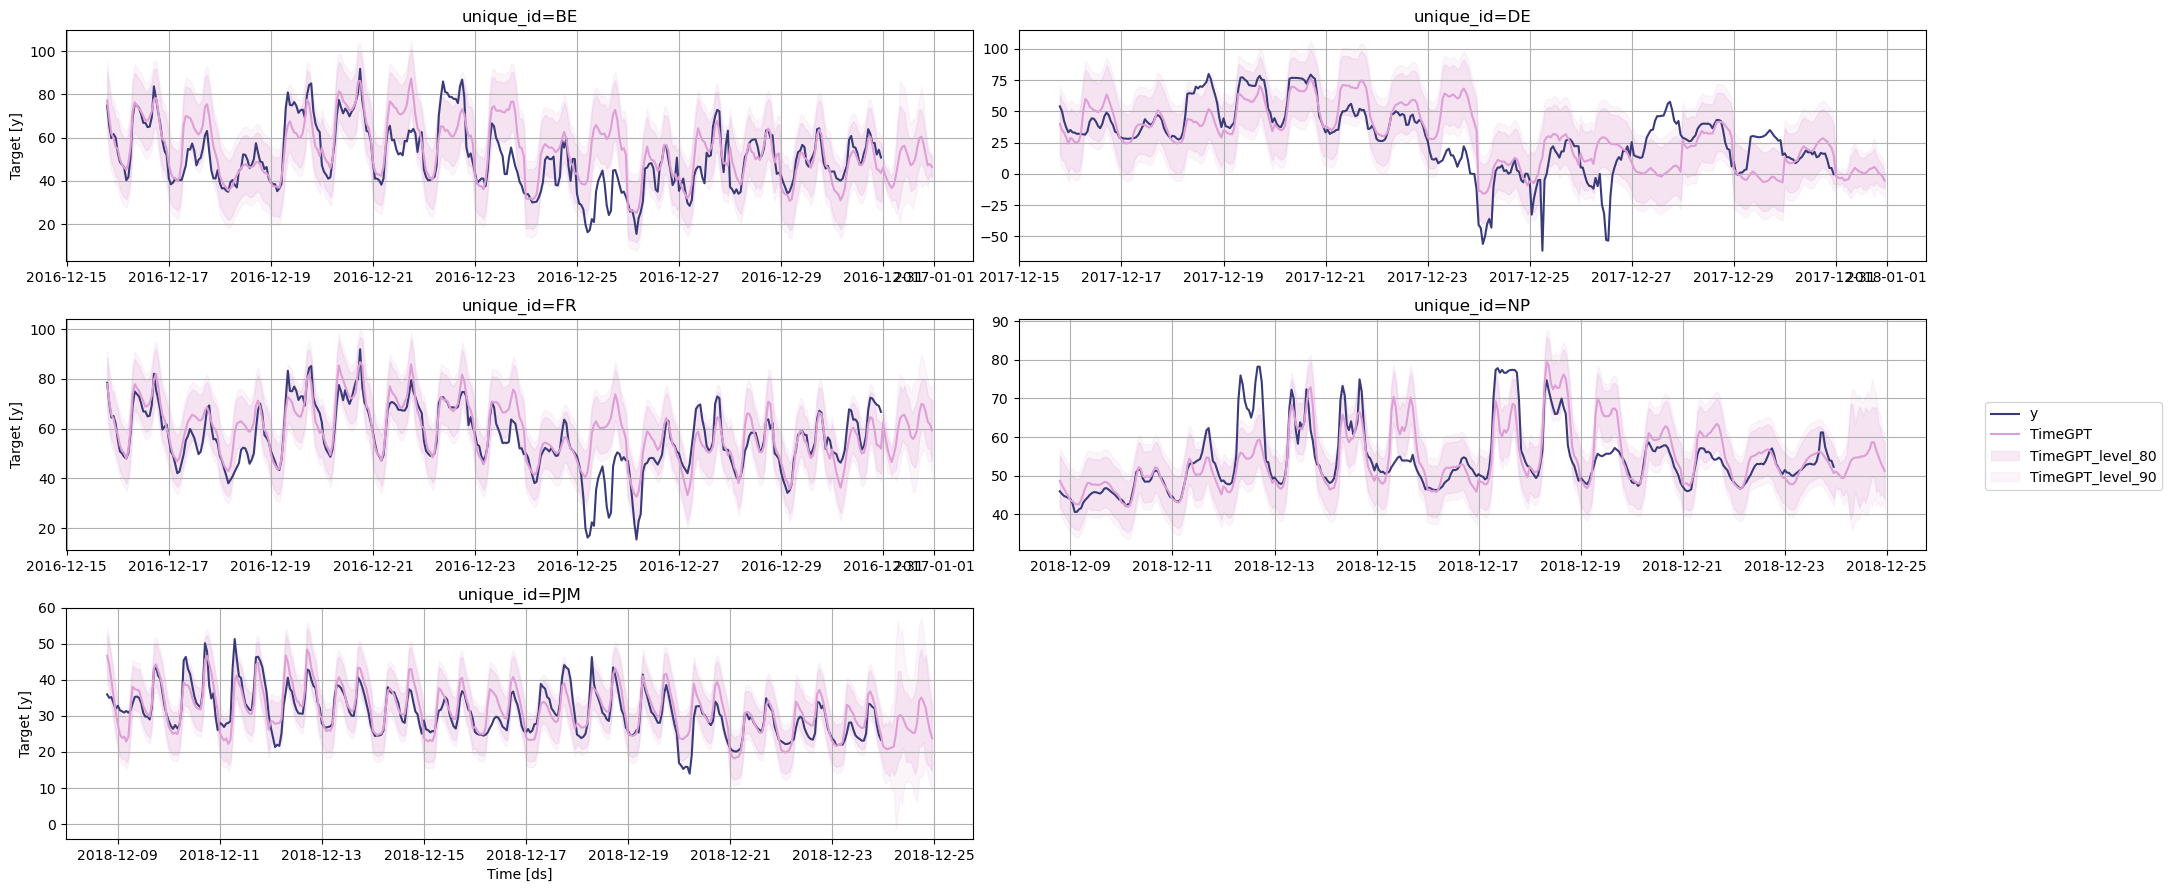 unique_id=BE
Target [y]
100
80
60
40
20
2016-12-15 2016-12-17 2016-12-19 2016-12-21 2016-12-23 2016-12-25 2016-12-27 2016-12-29 2016-12-31 2017-01-01
unique_id=DE
100
75
50
25
0
−25
−50
2017-12-15 2017-12-17 2017-12-19 2017-12-21 2017-12-23 2017-12-25 2017-12-27 2017-12-29 2017-12-31 2018-01-01
unique_id=FR
Target [y]
100
80
60
40
20
2016-12-15 2016-12-17 2016-12-19 2016-12-21 2016-12-23 2016-12-25 2016-12-27 2016-12-29 2016-12-31 2017-01-01
unique_id=NP
90
80
70
60
50
40
2018-12-09 2018-12-11 2018-12-13 2018-12-15 2018-12-17 2018-12-19 2018-12-21 2018-12-23 2018-12-25
y
TimeGPT
TimeGPT_level_80
TimeGPT_level_90
unique_id=PJM
Target [y]
60
50
40
30
20
10
0
2018-12-09 2018-12-11 2018-12-13 2018-12-15 2018-12-17 2018-12-19 2018-12-21 2018-12-23 2018-12-25
Time [ds]